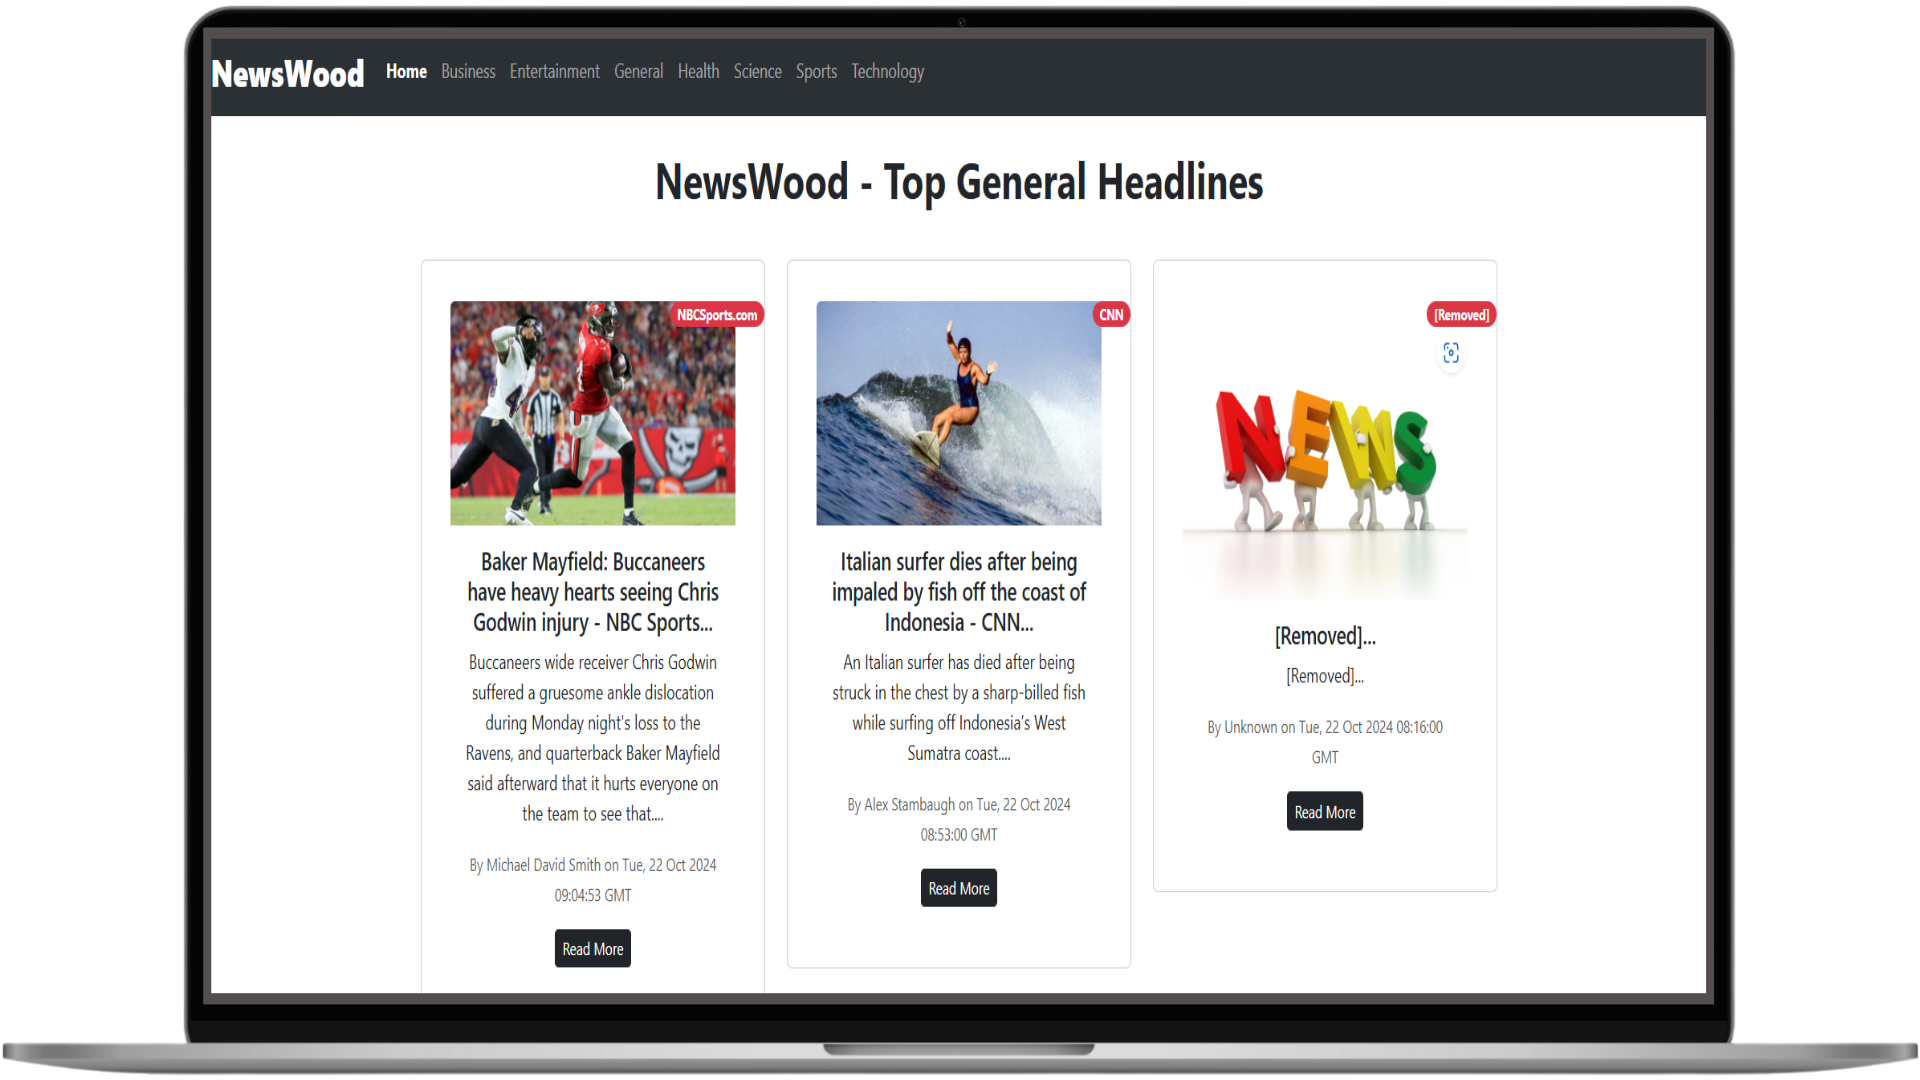 NewsWood Home Business Entertainment General Health Science Sports Technology
NewsWood - Top General Headlines
NBCSports.com
Baker Mayfield: Buccaneers
have heavy hearts seeing Chris
Godwin injury - NBC Sports...
Buccaneers wide receiver Chris Godwin
suffered a gruesome ankle dislocation
during Monday night's loss to the
Ravens, and quarterback Baker Mayfield
said afterward that it hurts everyone on
the team to see that....
By Michael David Smith on Tue, 22 Oct 2024
09:04:53 GMT
Read More
CNN
Italian surfer dies after being
impaled by fish off the coast of
Indonesia - CNN...
An Italian surfer has died after being
struck in the chest by a sharp-billed fish
while surfing off Indonesia’s West
Sumatra coast....
By Alex Stambaugh on Tue, 22 Oct 2024
08:53:00 GMT
Read More
[Removed]
NEWS
[Removed]...
[Removed]...
By Unknown on Tue, 22 Oct 2024 08:16:00
GMT
Read More